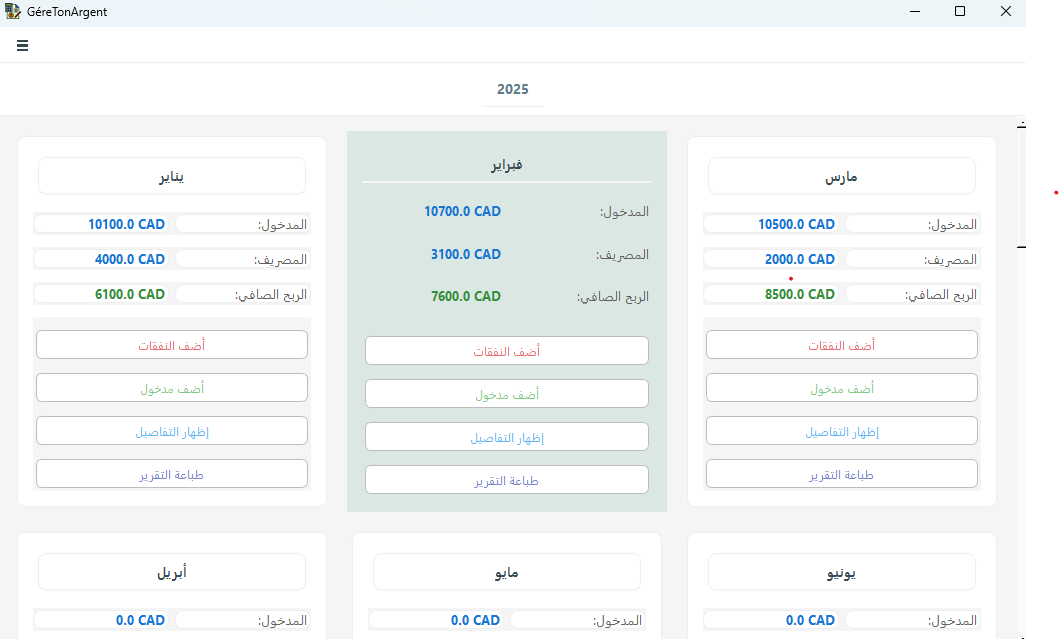 GéreTonArgent
2025
يناير
المدخول: 10100.0 CAD
المصريف: 4000.0 CAD
الربح الصافي: 6100.0 CAD
أضف النفقات
أضف مدخول
إظهار التفاصيل
طباعة التقرير
فبراير
المدخول: 10700.0 CAD
المصريف: 3100.0 CAD
الربح الصافي: 7600.0 CAD
أضف النفقات
أضف مدخول
إظهار التفاصيل
طباعة التقرير
مارس
المدخول: 10500.0 CAD
المصريف: 2000.0 CAD
الربح الصافي: 8500.0 CAD
أضف النفقات
أضف مدخول
إظهار التفاصيل
طباعة التقرير
أبريل
المدخول: 0.0 CAD
مايو
المدخول: 0.0 CAD
يونيو
المدخول: 0.0 CAD